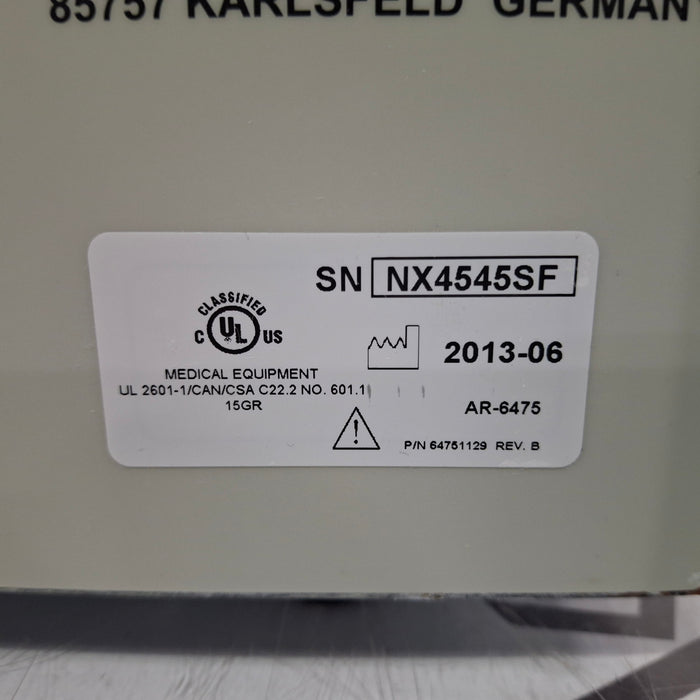 85757 KARLSFELD GERMANY
SN NX4545SF
CLASSIFIED
C UL US
2013-06
MEDICAL EQUIPMENT
UL 2601-1/CAN/CSA C22.2 NO. 601.1
15GR
AR-6475
P/N 64751129 REV. B